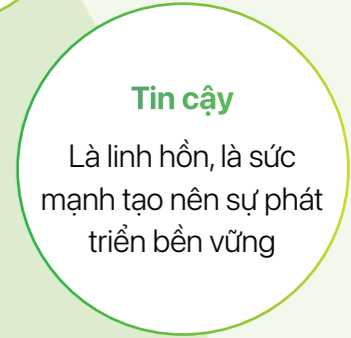 Tin cậy
Là linh hồn, là sức
mạnh tạo nên sự phát
triển bền vững